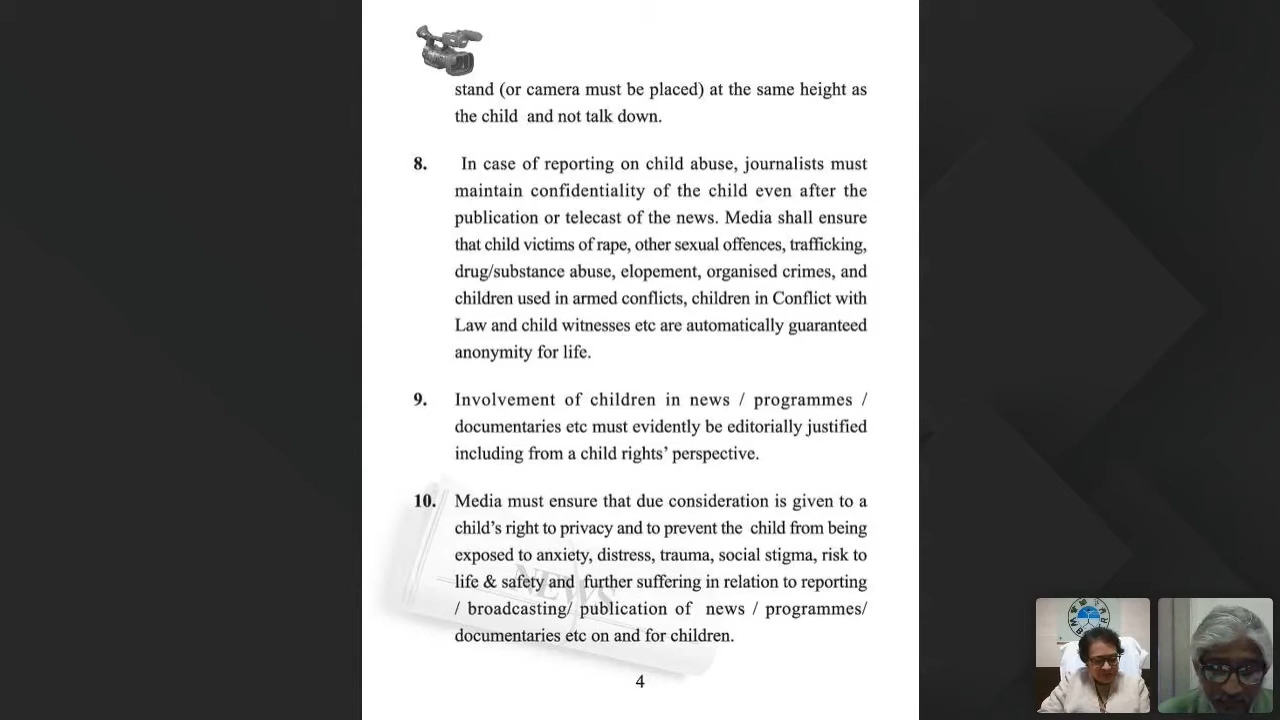 stand (or camera must be placed) at the same height as
the child and not talk down.
8. In case of reporting on child abuse, journalists must
maintain confidentiality of the child even after the
publication or telecast of the news. Media shall ensure
that child victims of rape, other sexual offences, trafficking,
drug/substance abuse, elopement, organised crimes, and
children used in armed conflicts, children in Conflict with
Law and child witnesses etc are automatically guaranteed
anonymity for life.
9. Involvement of children in news / programmes /
documentaries etc must evidently be editorially justified
including from a child rights’ perspective.
10. Media must ensure that due consideration is given to a
child’s right to privacy and to prevent the child from being
exposed to anxiety, distress, trauma, social stigma, risk to
life & safety and further suffering in relation to reporting
/ broadcasting/ publication of news / programmes/
documentaries etc on and for children.
NEWS
4